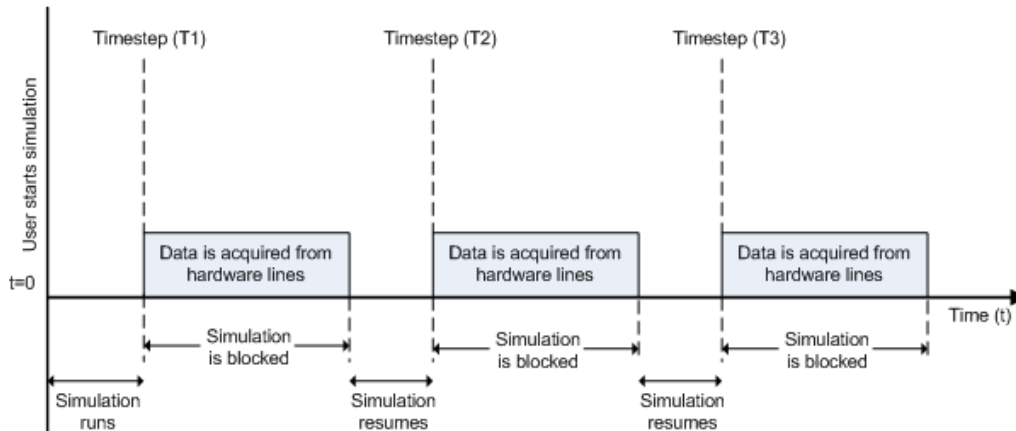 Timestep (T1)
Timestep (T2)
Timestep (T3)
User starts simulation
Data is acquired from
hardware lines
Data is acquired from
hardware lines
Data is acquired from
hardware lines
t=0
Time (t)
Simulation
is blocked
Simulation
is blocked
Simulation
is blocked
Simulation
runs
Simulation
resumes
Simulation
resumes